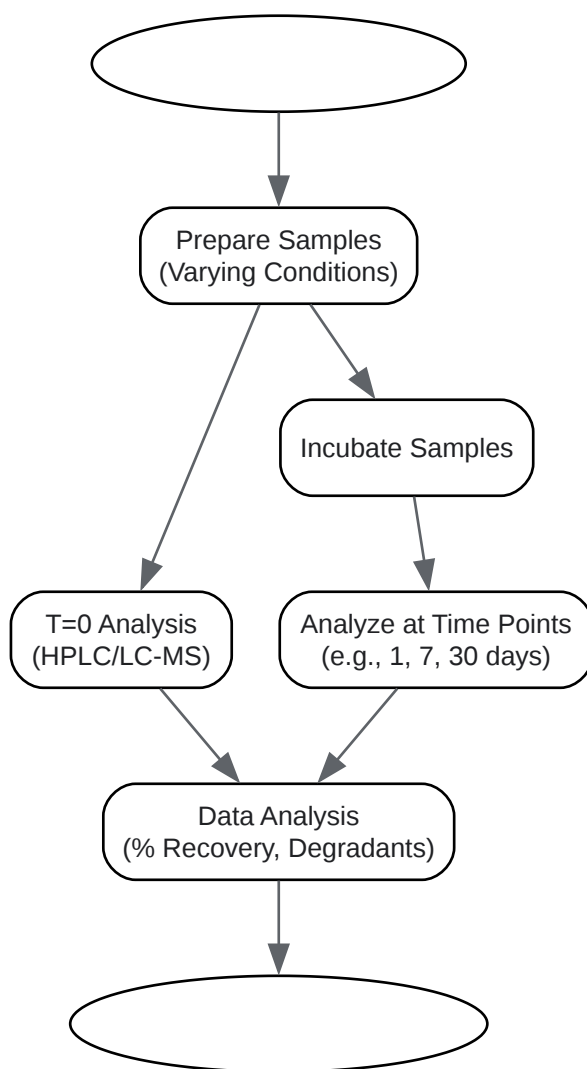 Prepare Samples
(Varying Conditions)
Incubate Samples
T=0 Analysis
(HPLC/LC-MS)
Analyze at Time Points
(e.g., 1, 7, 30 days)
Data Analysis
(% Recovery, Degradants)